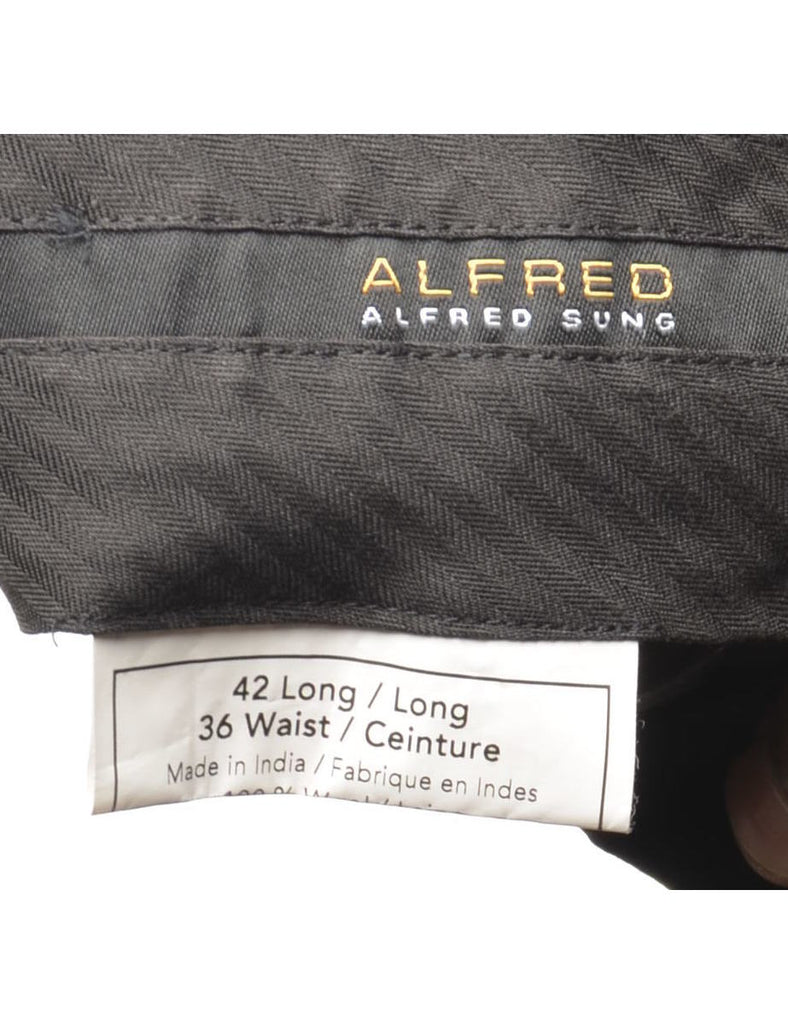 ALFRED
ALFRED SUNG
42 Long / Long
36 Waist / Ceinture
Made in India / Fabrique en Indes